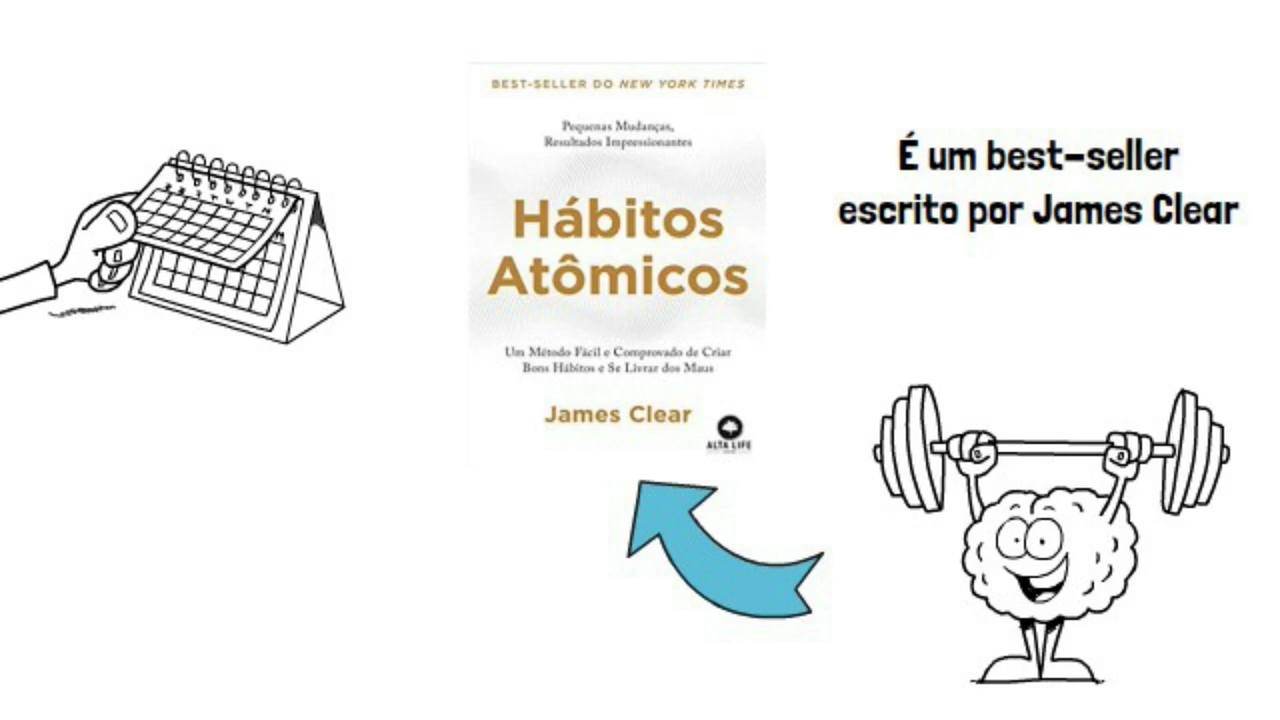 BEST-SELLER DO NEW YORK TIMES
Pequenas Mudanças,
Resultados Impressionantes
Hábitos
Atômicos
Um Método Fácil e Comprovado de Criar
Bons Hábitos e Se Livrar dos Maus
James Clear
ALTA LIFE
É um best-seller
escrito por James Clear